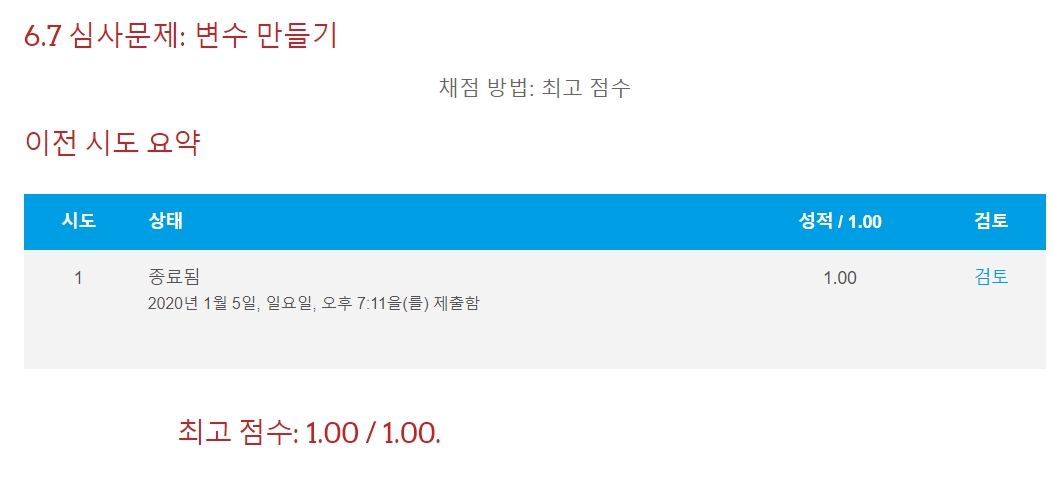 6.7 심사문제: 변수 만들기
채점 방법: 최고 점수
이전 시도 요약
시도 상태 성적 / 1.00 검토
1 종료됨 1.00 검토
2020년 1월 5일, 일요일, 오후 7:11을(를) 제출함
최고 점수: 1.00 / 1.00.